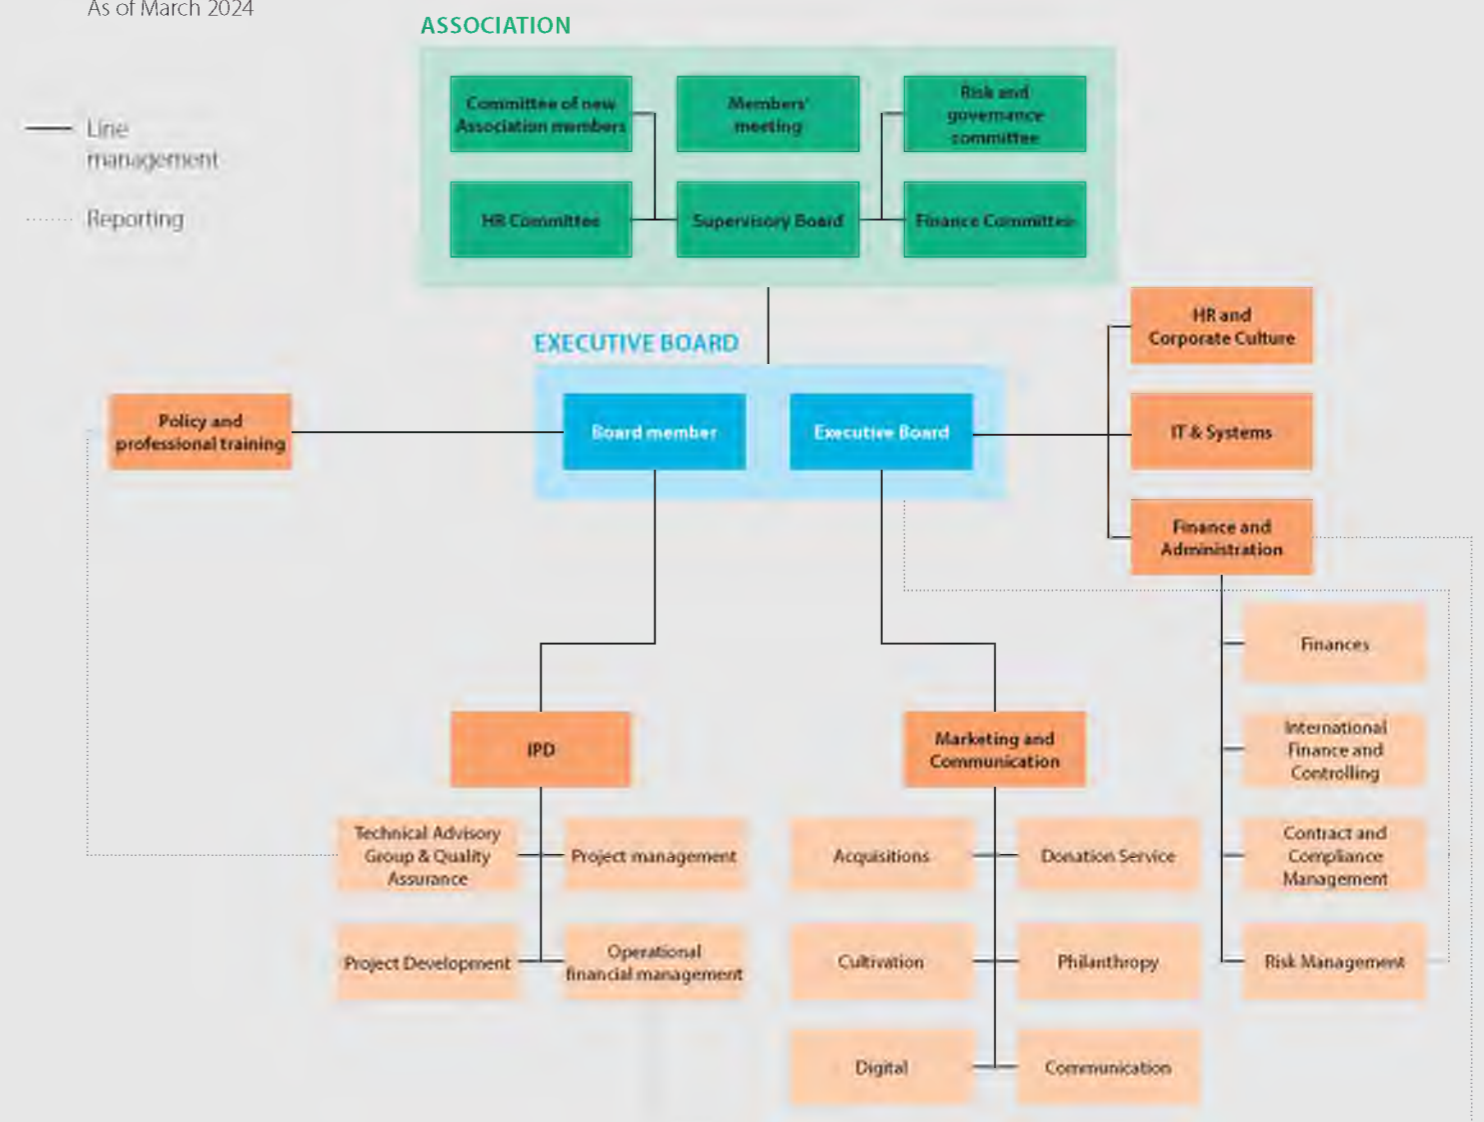 As of March 2024
Line
management
Reporting
ASSOCIATION
Committee of new
Association members
Members'
meeting
Risk and
governance
committee
HR Committee
Supervisory Board
Finance Committee
EXECUTIVE BOARD
HR and
Corporate Culture
Policy and
professional training
Board member
Executive Board
IT & Systems
Finance and
Administration
Finances
IPD
Marketing and
Communication
International
Finance and
Controlling
Technical Advisory
Group & Quality
Assurance
Project management
Acquisitions
Donation Service
Contract and
Compliance
Management
Project Development
Operational
financial management
Cultivation
Philanthropy
Risk Management
Digital
Communication